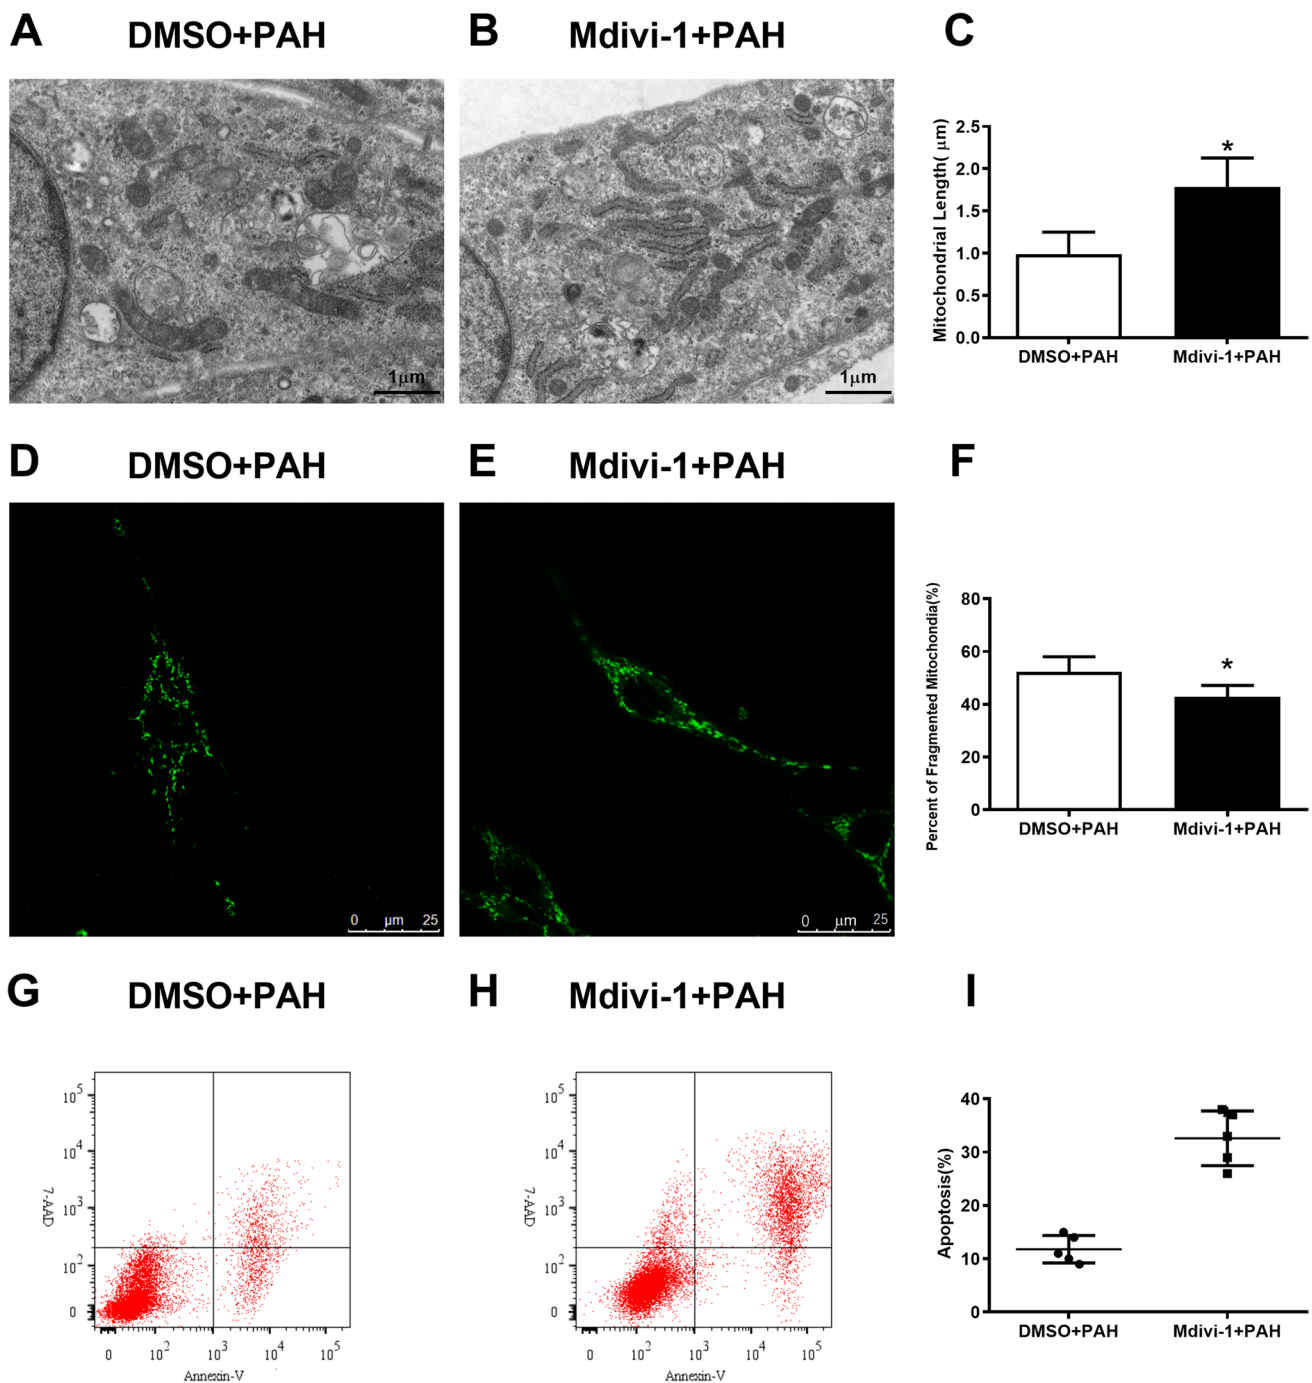 A DMSO+PAH B Mdivi-1+PAH C
1μm
1μm
Mitochondrial Length( μm)
2.5
2.0
1.5
1.0
0.5
0.0
*
DMSO+PAH Mdivi-1+PAH
D DMSO+PAH E Mdivi-1+PAH F
0 μm 25
0 μm 25
Percent of Fragmented Mitochondia(%)
80
60
40
20
0
*
DMSO+PAH Mdivi-1+PAH
G DMSO+PAH H Mdivi-1+PAH I
7-AAD
10^5
10^4
10^3
10^2
0
0 10^2 10^3 10^4 10^5
Annexin-V
7-AAD
10^5
10^4
10^3
10^2
0
0 10^2 10^3 10^4 10^5
Annexin-V
Apoptosis(%)
40
30
20
10
0
DMSO+PAH Mdivi-1+PAH